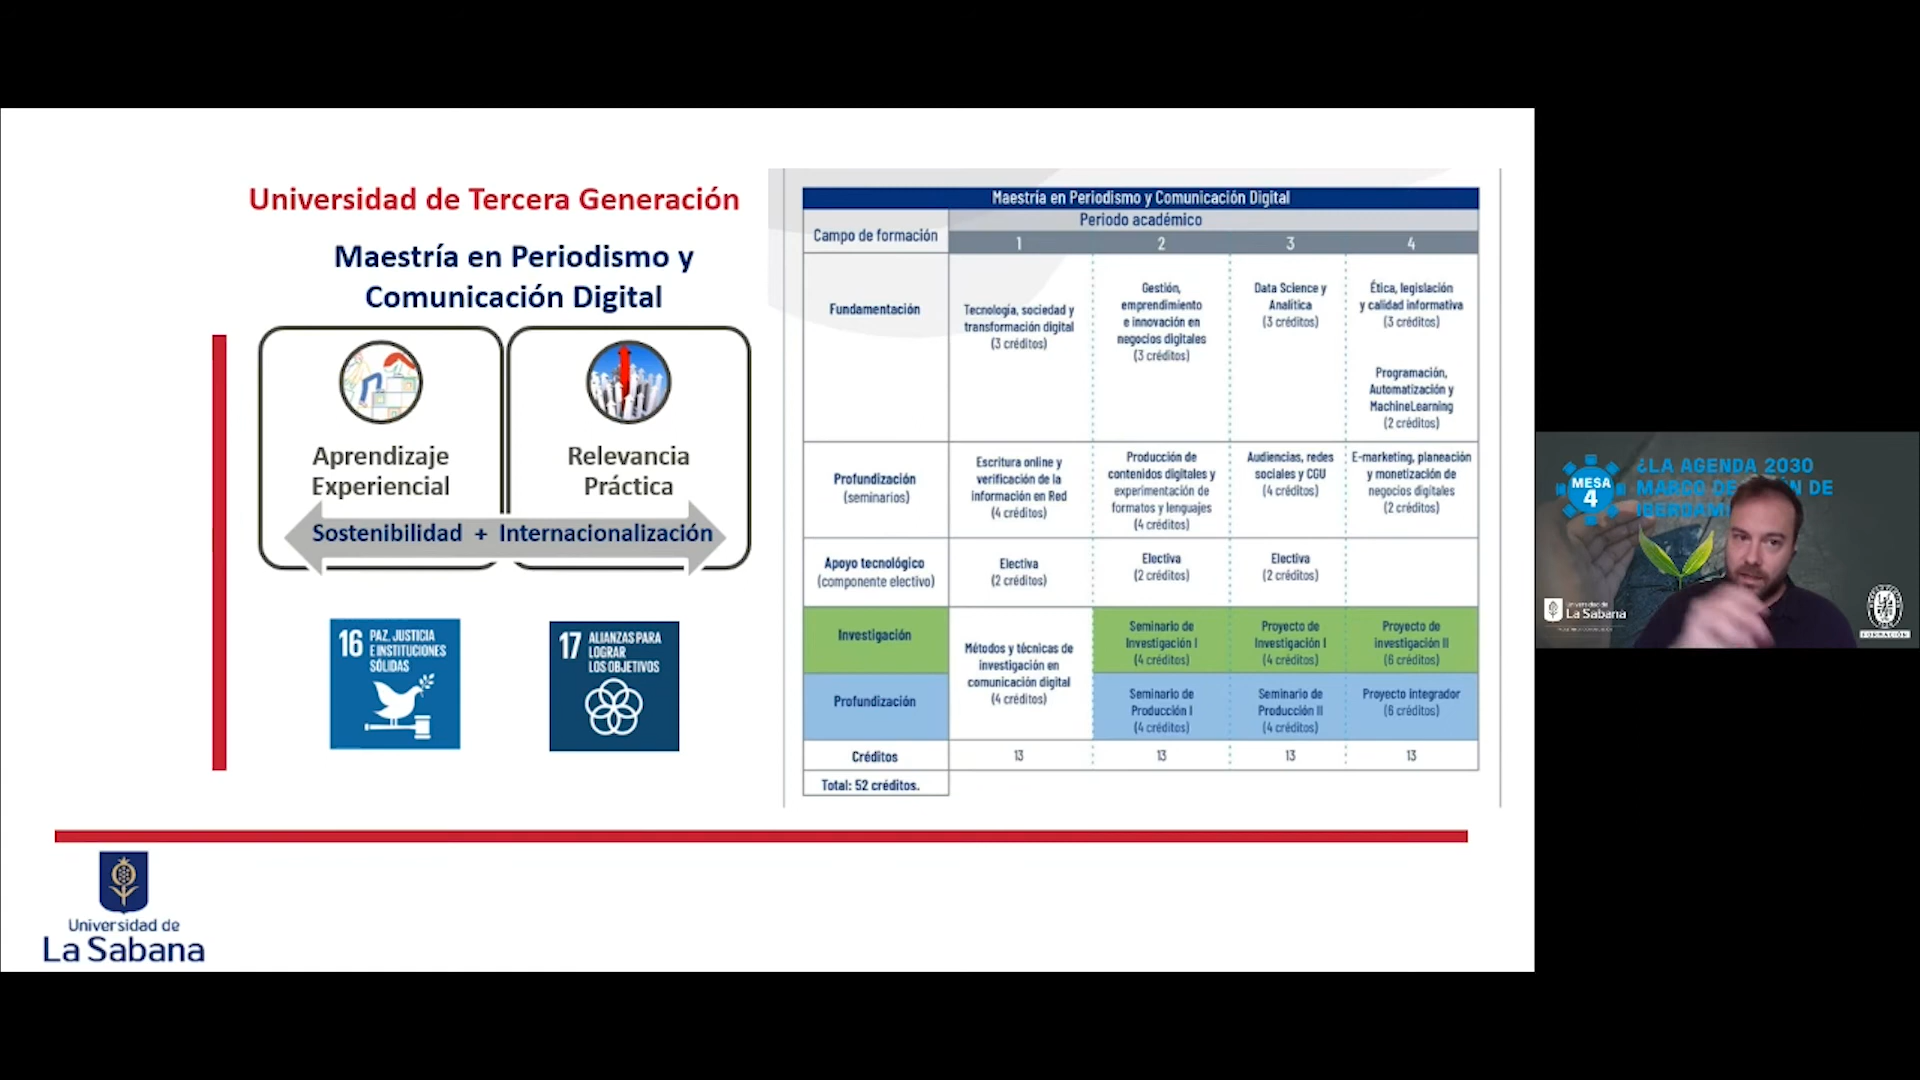 Universidad de Tercera Generación
Maestría en Periodismo y
Comunicación Digital
Aprendizaje
Experiencial
Relevancia
Práctica
Sostenibilidad + Internacionalización
16 PAZ, JUSTICIA
E INSTITUCIONES
SÓLIDAS
17 ALIANZAS PARA
LOGRAR
LOS OBJETIVOS
Maestría en Periodismo y Comunicación Digital
Campo de formación
Periodo académico
1 2 3 4
Fundamentación
Tecnología, sociedad y
transformación digital
(3 créditos)
Gestión,
emprendimiento
e innovación en
negocios digitales
(3 créditos)
Data Science y
Analítica
(3 créditos)
Ética, legislación
y calidad informativa
(3 créditos)
Programación,
Automatización y
MachineLearning
(2 créditos)
Profundización
(seminarios)
Escritura online y
verificación de la
información en Red
(4 créditos)
Producción de
contenidos digitales y
experimentación de
formatos y lenguajes
(4 créditos)
Audiencias, redes
sociales y CGU
(4 créditos)
E-marketing, planeación
y monetización de
negocios digitales
(2 créditos)
Apoyo tecnológico
(componente electivo)
Electiva
(2 créditos)
Electiva
(2 créditos)
Electiva
(2 créditos)
Investigación
Métodos y técnicas de
investigación en
comunicación digital
(4 créditos)
Seminario de
Investigación I
(4 créditos)
Proyecto de
Investigación I
(4 créditos)
Proyecto de
investigación II
(6 créditos)
Profundización
Seminario de
Producción I
(4 créditos)
Seminario de
Producción II
(4 créditos)
Proyecto integrador
(6 créditos)
Créditos 13 13 13 13
Total: 52 créditos.
Universidad de
La Sabana
MESA
4
¿LA AGENDA 2030
DE
Universidad de
La Sabana
FORMACIÓN